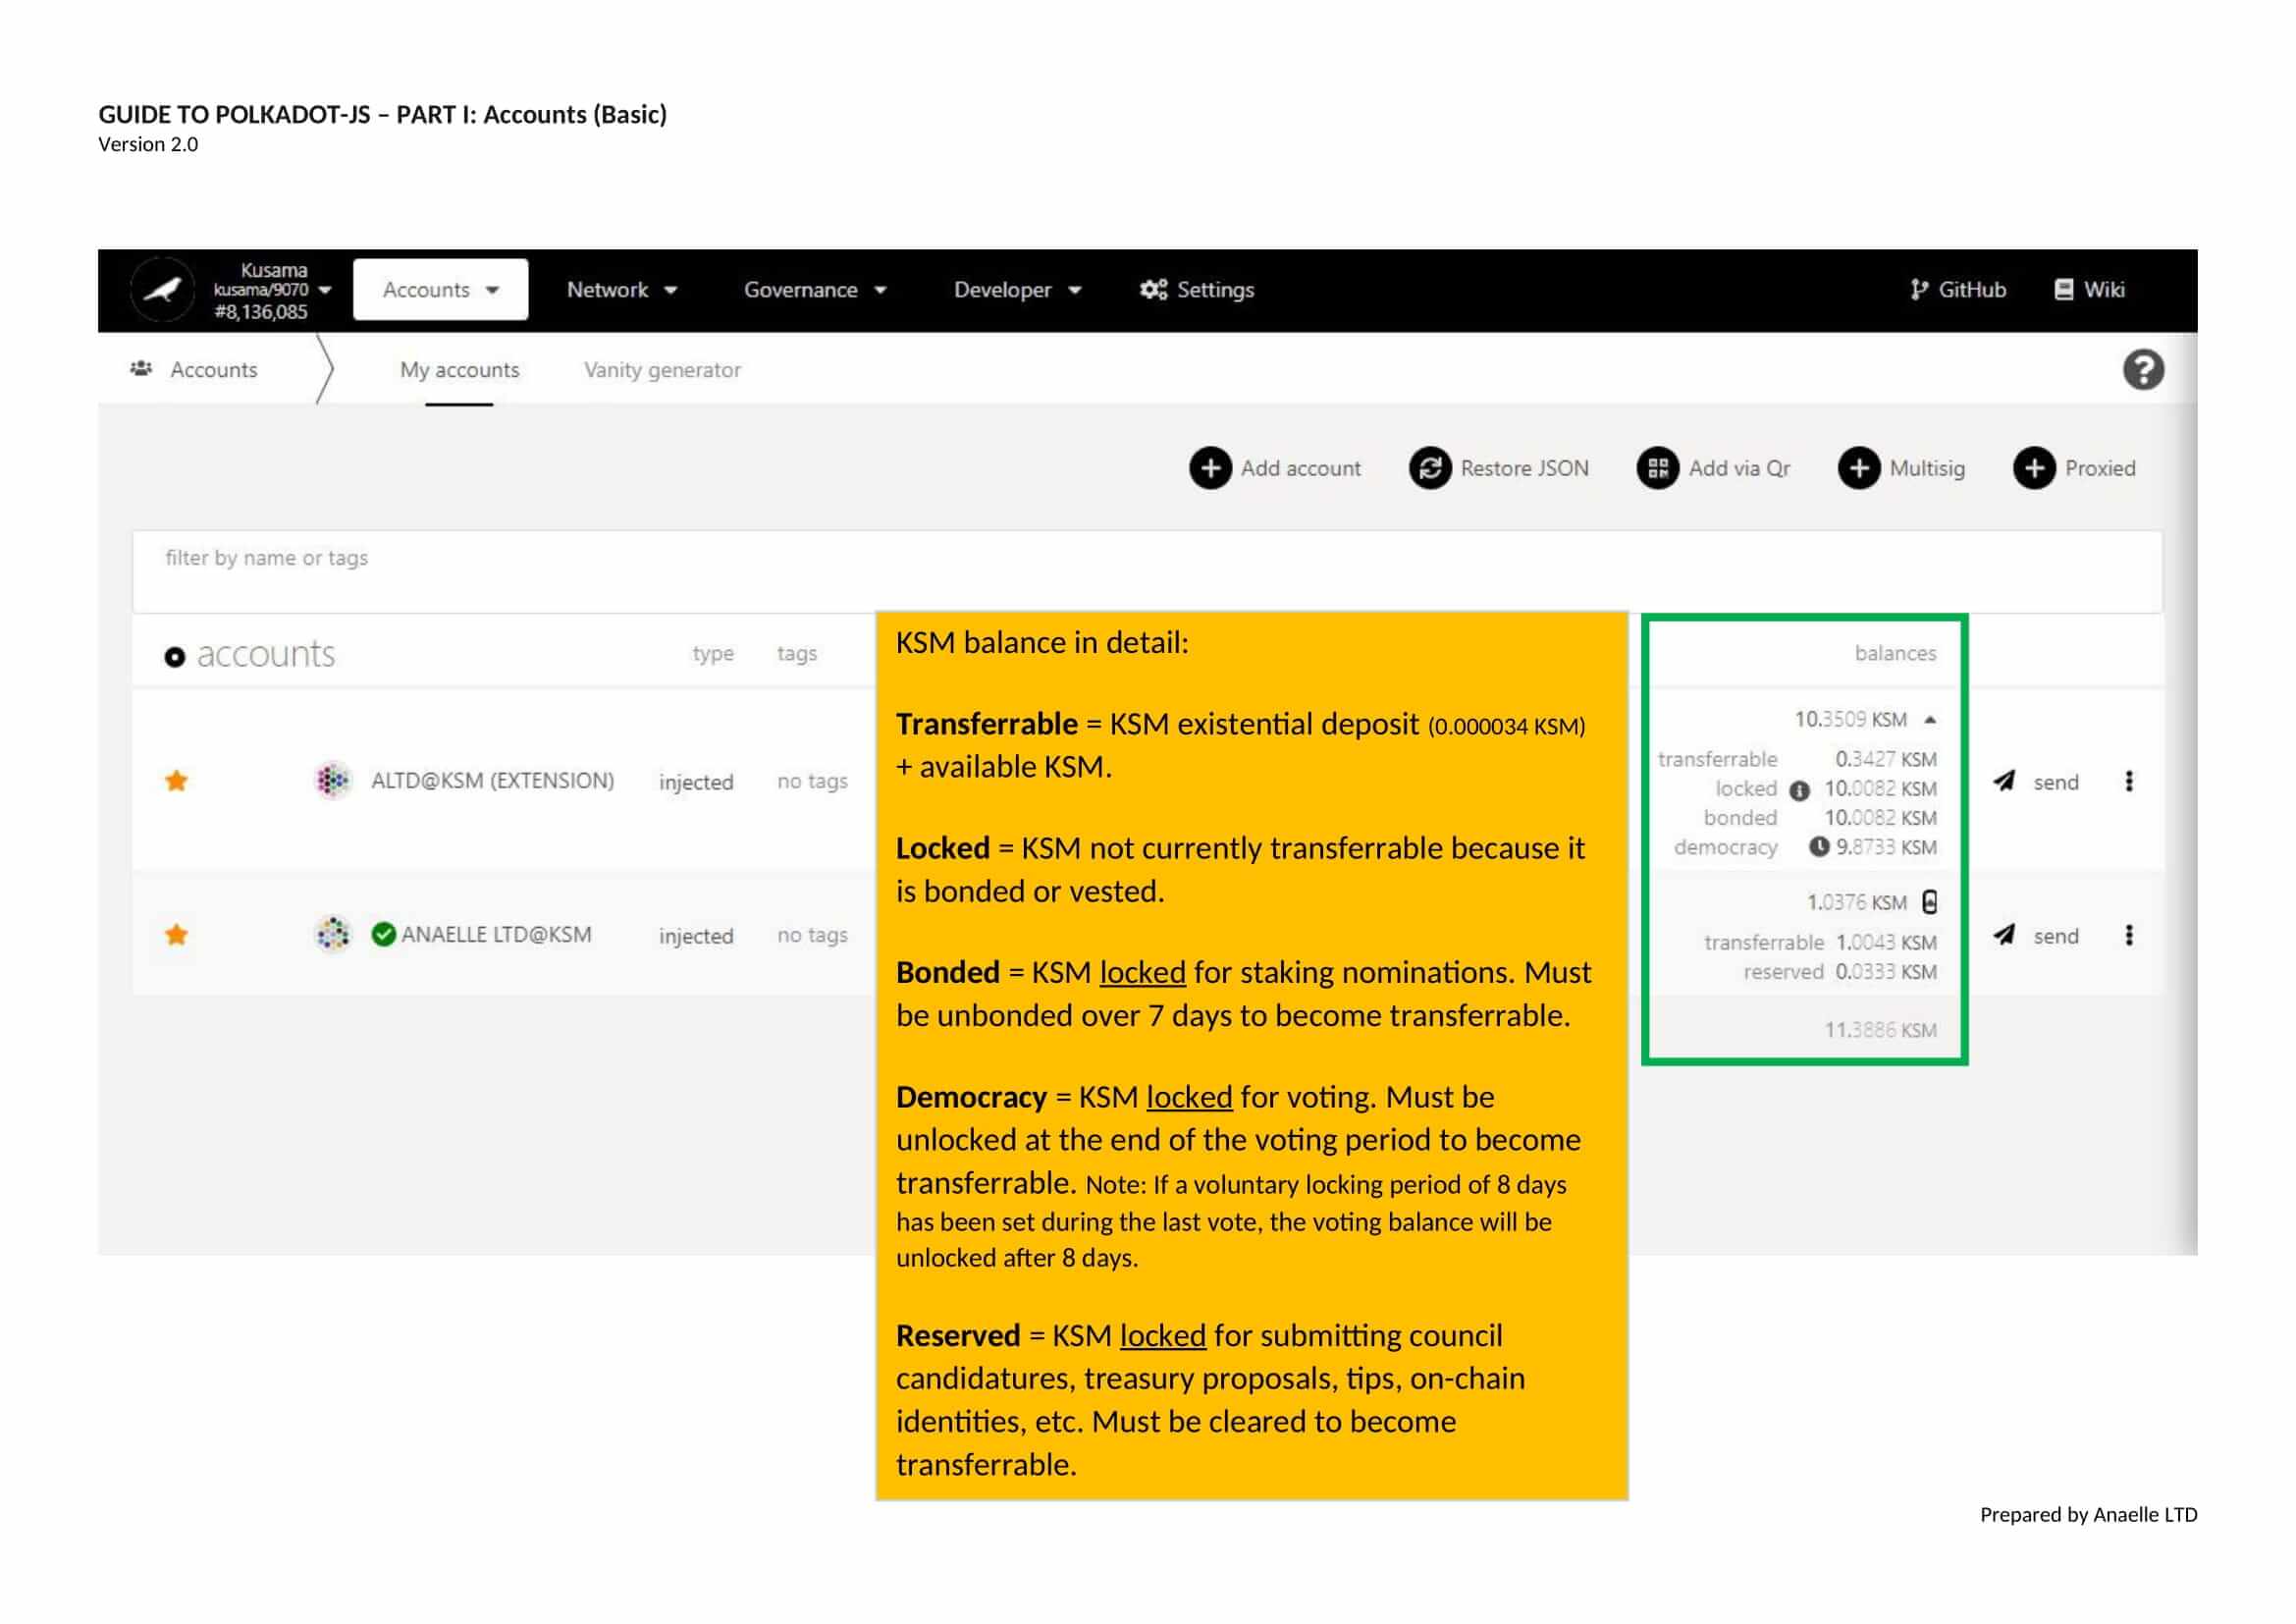 GUIDE TO POLKADOT-JS – PART I: Accounts (Basic)
Version 2.0
Kusama
kusama/9070
#8,136,085
Accounts
Network
Governance
Developer
Settings
GitHub
Wiki
Accounts
My accounts
Vanity generator
Add account
Restore JSON
Add via Qr
Multisig
Proxied
filter by name or tags
accounts type tags
balances
ALTD@KSM (EXTENSION) injected no tags
10.3509 KSM
transferrable 0.3427 KSM
locked 10.0082 KSM
bonded 10.0082 KSM
democracy 9.8733 KSM
send
ANAELLE LTD@KSM injected no tags
1.0376 KSM
transferrable 1.0043 KSM
reserved 0.0333 KSM
send
11.3886 KSM
KSM balance in detail:
Transferrable = KSM existential deposit (0.000034 KSM)
+ available KSM.
Locked = KSM not currently transferrable because it
is bonded or vested.
Bonded = KSM locked for staking nominations. Must
be unbonded over 7 days to become transferrable.
Democracy = KSM locked for voting. Must be
unlocked at the end of the voting period to become
transferrable. Note: If a voluntary locking period of 8 days
has been set during the last vote, the voting balance will be
unlocked after 8 days.
Reserved = KSM locked for submitting council
candidatures, treasury proposals, tips, on-chain
identities, etc. Must be cleared to become
transferrable.
Prepared by Anaelle LTD